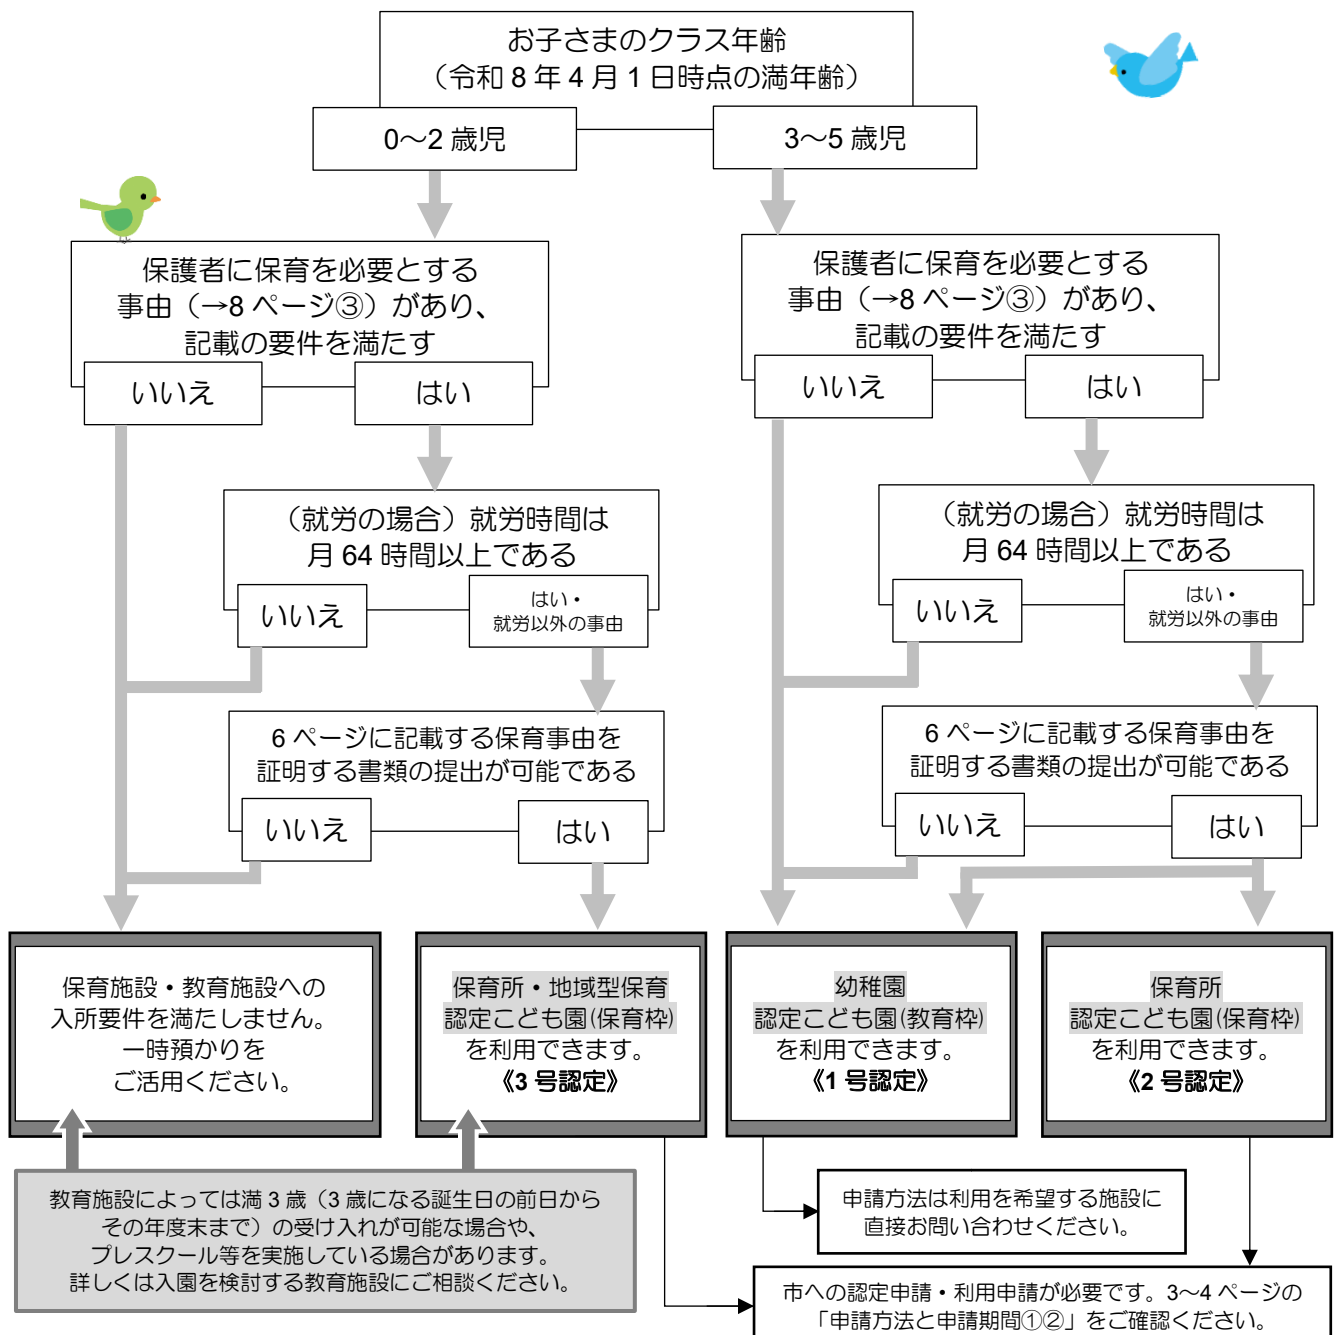 お子さまのクラス年齢
（令和8年4月1日時点の満年齢）
0～2歳児
3～5歳児
保護者に保育を必要とする
事由（→8ページ③）があり、
記載の要件を満たす
いいえ
はい
保護者に保育を必要とする
事由（→8ページ③）があり、
記載の要件を満たす
いいえ
はい
（就労の場合）就労時間は
月64時間以上である
いいえ
はい・
就労以外の事由
（就労の場合）就労時間は
月64時間以上である
いいえ
はい・
就労以外の事由
6ページに記載する保育事由を
証明する書類の提出が可能である
いいえ
はい
6ページに記載する保育事由を
証明する書類の提出が可能である
いいえ
はい
保育施設・教育施設への
入所要件を満たしません。
一時預かりを
ご活用ください。
保育所・地域型保育
認定こども園(保育枠)
を利用できます。
《3号認定》
幼稚園
認定こども園(教育枠)
を利用できます。
《1号認定》
保育所
認定こども園(保育枠)
を利用できます。
《2号認定》
教育施設によっては満3歳（3歳になる誕生日の前日から
その年度末まで）の受け入れが可能な場合や、
プレスクール等を実施している場合があります。
詳しくは入園を検討する教育施設にご相談ください。
申請方法は利用を希望する施設に
直接お問い合わせください。
市への認定申請・利用申請が必要です。3～4ページの
「申請方法と申請期間①②」をご確認ください。